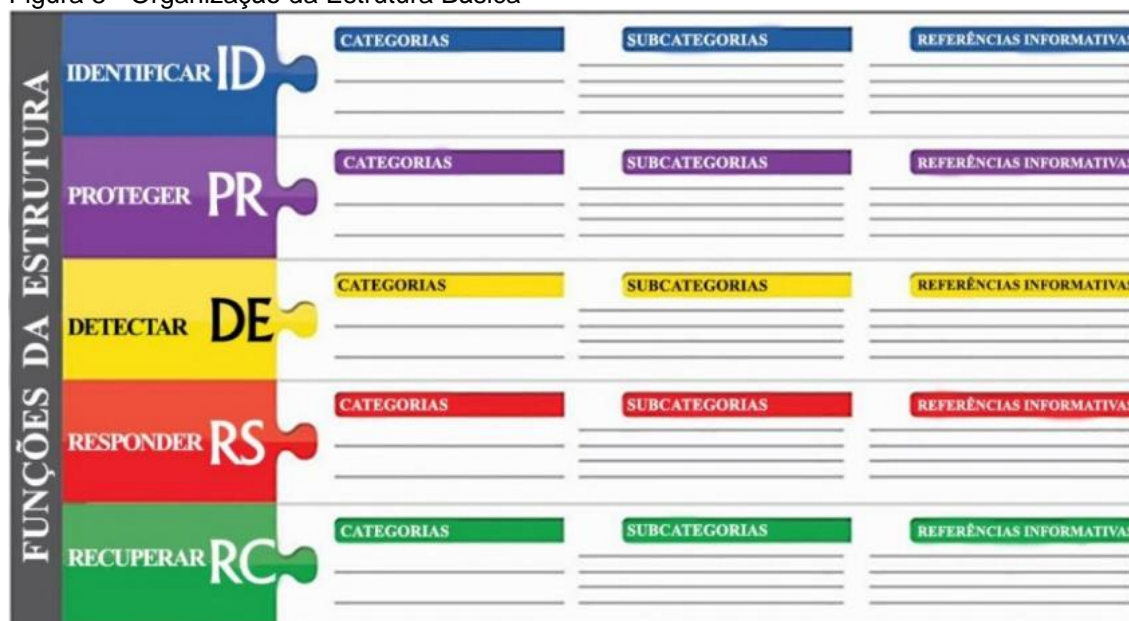 Figura 3 - Organização da Estrutura Básica
FUNÇÕES DA ESTRUTURA
IDENTIFICAR ID
CATEGORIAS
SUBCATEGORIAS
REFERÊNCIAS INFORMATIVAS
PROTEGER PR
CATEGORIAS
SUBCATEGORIAS
REFERÊNCIAS INFORMATIVAS
DETECTAR DE
CATEGORIAS
SUBCATEGORIAS
REFERÊNCIAS INFORMATIVAS
RESPONDER RS
CATEGORIAS
SUBCATEGORIAS
REFERÊNCIAS INFORMATIVAS
RECUPERAR RC
CATEGORIAS
SUBCATEGORIAS
REFERÊNCIAS INFORMATIVAS